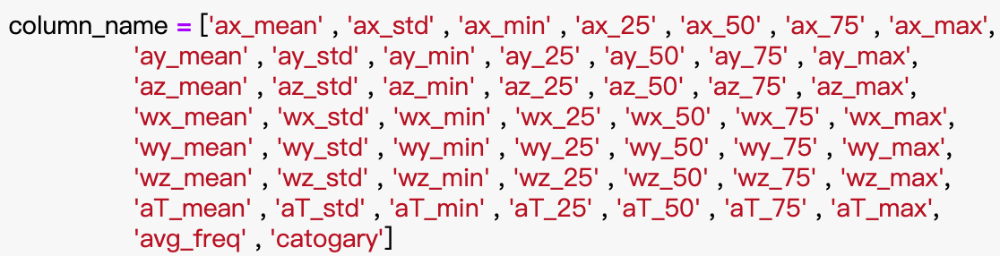 column_name = ['ax_mean' , 'ax_std' , 'ax_min' , 'ax_25' , 'ax_50' , 'ax_75' , 'ax_max',
'ay_mean' , 'ay_std' , 'ay_min' , 'ay_25' , 'ay_50' , 'ay_75' , 'ay_max',
'az_mean' , 'az_std' , 'az_min' , 'az_25' , 'az_50' , 'az_75' , 'az_max',
'wx_mean' , 'wx_std' , 'wx_min' , 'wx_25' , 'wx_50' , 'wx_75' , 'wx_max',
'wy_mean' , 'wy_std' , 'wy_min' , 'wy_25' , 'wy_50' , 'wy_75' , 'wy_max',
'wz_mean' , 'wz_std' , 'wz_min' , 'wz_25' , 'wz_50' , 'wz_75' , 'wz_max',
'aT_mean' , 'aT_std' , 'aT_min' , 'aT_25' , 'aT_50' , 'aT_75' , 'aT_max',
'avg_freq' , 'catogary']